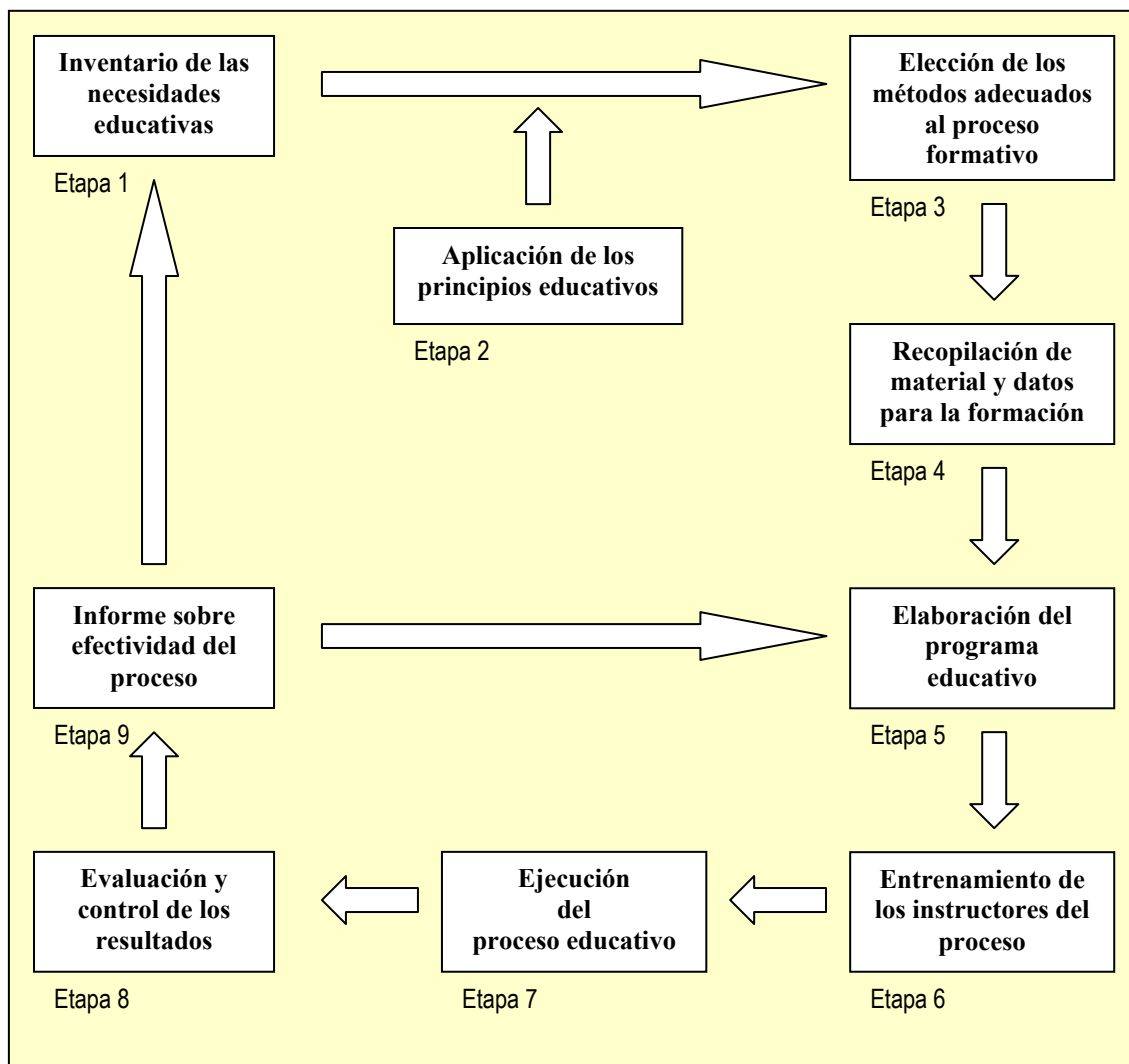 Inventario de las
necesidades
educativas
Etapa 1
Aplicación de los
principios educativos
Etapa 2
Elección de los
métodos adecuados
al proceso
formativo
Etapa 3
Recopilación de
material y datos
para la formación
Etapa 4
Elaboración del
programa
educativo
Etapa 5
Entrenamiento de
los instructores del
proceso
Etapa 6
Ejecución
del
proceso educativo
Etapa 7
Evaluación y
control de los
resultados
Etapa 8
Informe sobre
efectividad del
proceso
Etapa 9